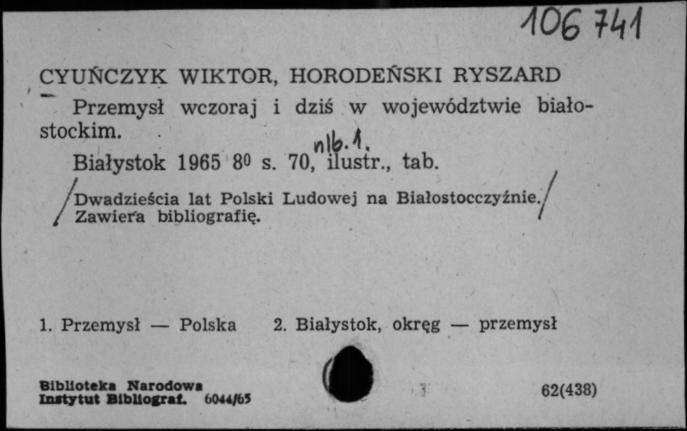 106 741
CYUŃCZYK WIKTOR, HORODEŃSKI RYSZARD
Przemysł wczoraj i dziś w województwie biało-
stockim.
nlb. 1.
Białystok 1965 8⁰ s. 70, ilustr., tab.
/Dwadzieścia lat Polski Ludowej na Białostocczyźnie./
Zawiera bibliografię.
1. Przemysł — Polska 2. Białystok, okręg — przemysł
Biblioteka Narodowa
Instytut Bibliograf. 6044/65
62(438)